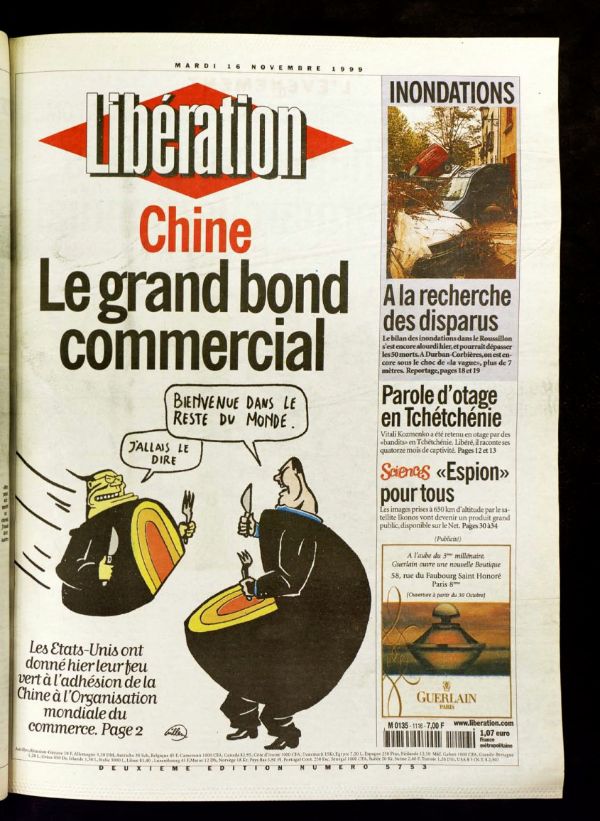 MARDI 16 NOVEMBRE 1999
Libération
Chine
Le grand bond
commercial
BIENVENUE DANS LE
RESTE DU MONDE.
J'ALLAIS LE
DIRE
Les Etats-Unis ont
donné hier leur feu
vert à l'adhésion de la
Chine à l'Organisation
mondiale du
commerce. Page 2
INONDATIONS
A la recherche
des disparus
Le bilan des inondations dans le Roussillon
s'est encore alourdi hier, et pourrait dépasser
les 50 morts. A Durban-Corbières, on est en-
core sous le choc de «la vague», plus de 7
mètres. Reportage, pages 18 et 19
Parole d'otage
en Tchétchénie
Vitali Kozmenko a été retenu en otage par des
«bandits» en Tchétchénie. Libéré, il raconte ses
quatorze mois de captivité. Pages 12 et 13
Sciences «Espion»
pour tous
Les images prises à 650 km d'altitude par le sa-
tellite Ikonos vont devenir un produit grand
public, disponible sur le Net. Pages 30 à 34
(Publicité)
A l'aube du 3ème millénaire,
Guerlain ouvre une nouvelle Boutique
58, rue du Faubourg Saint Honoré
Paris 8ème
(Ouverture à partir du 30 Octobre)
GUERLAIN
PARIS
M 0135 - 1116 - 7,00 F
www.liberation.com
1,07 euro
france
métropolitaine
DEUXIEME EDITION NUMERO 5753